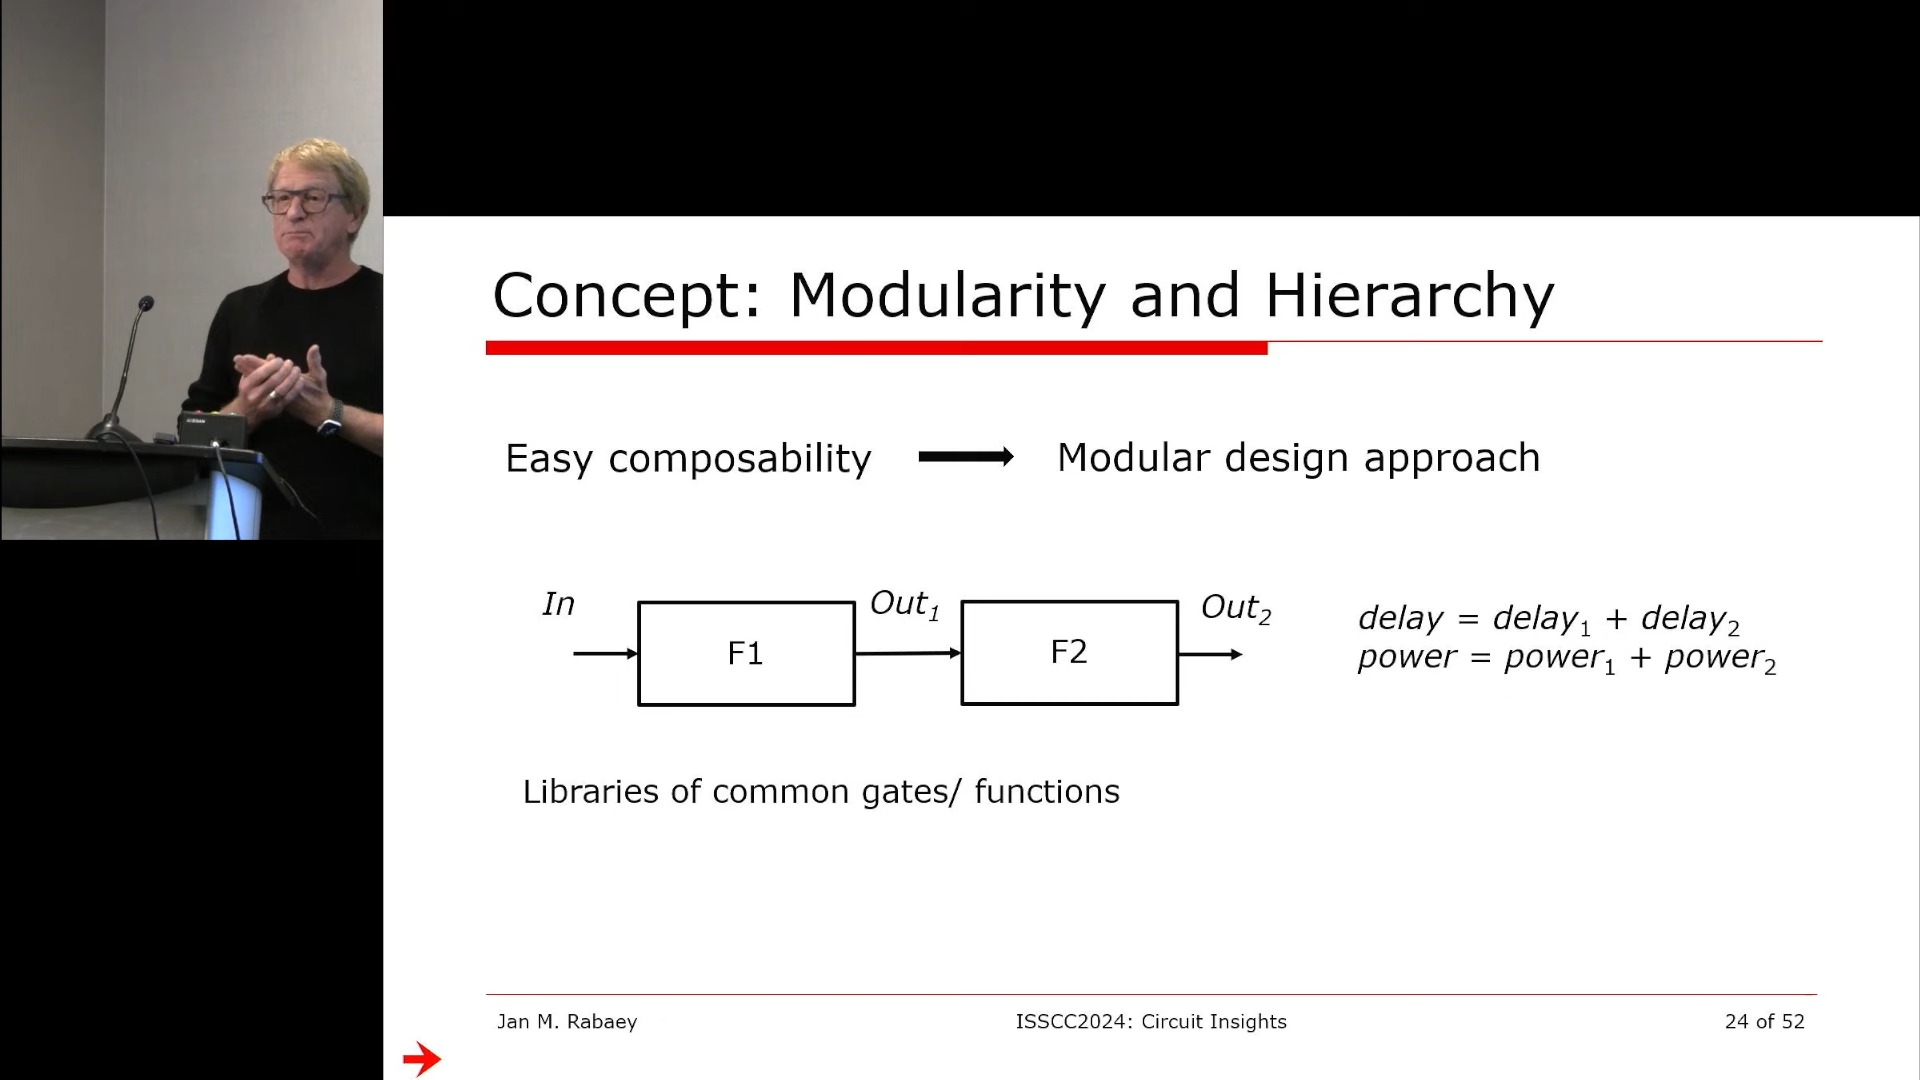 Concept: Modularity and Hierarchy
Easy composability
Modular design approach
In
F1
Out₁
F2
Out₂
delay = delay₁ + delay₂
power = power₁ + power₂
Libraries of common gates/ functions
Jan M. Rabaey
ISSCC2024: Circuit Insights
24 of 52